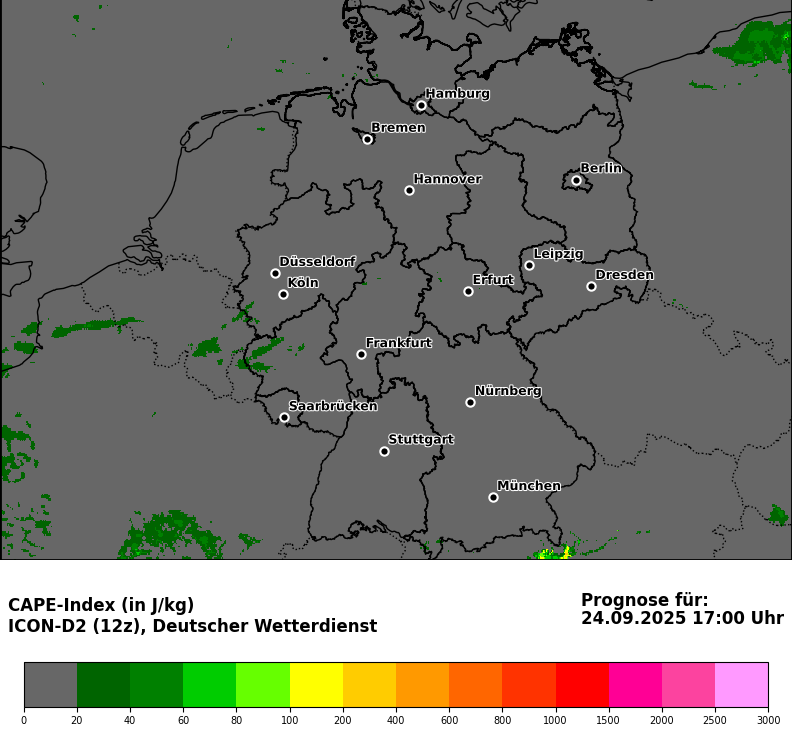 Hamburg
Bremen
Berlin
Hannover
Düsseldorf
Leipzig
Köln
Erfurt
Dresden
Frankfurt
Nürnberg
Saarbrücken
Stuttgart
München
CAPE-Index (in J/kg)
ICON-D2 (12z), Deutscher Wetterdienst
Prognose für:
24.09.2025 17:00 Uhr
0 20 40 60 80 100 200 400 600 800 1000 1500 2000 2500 3000